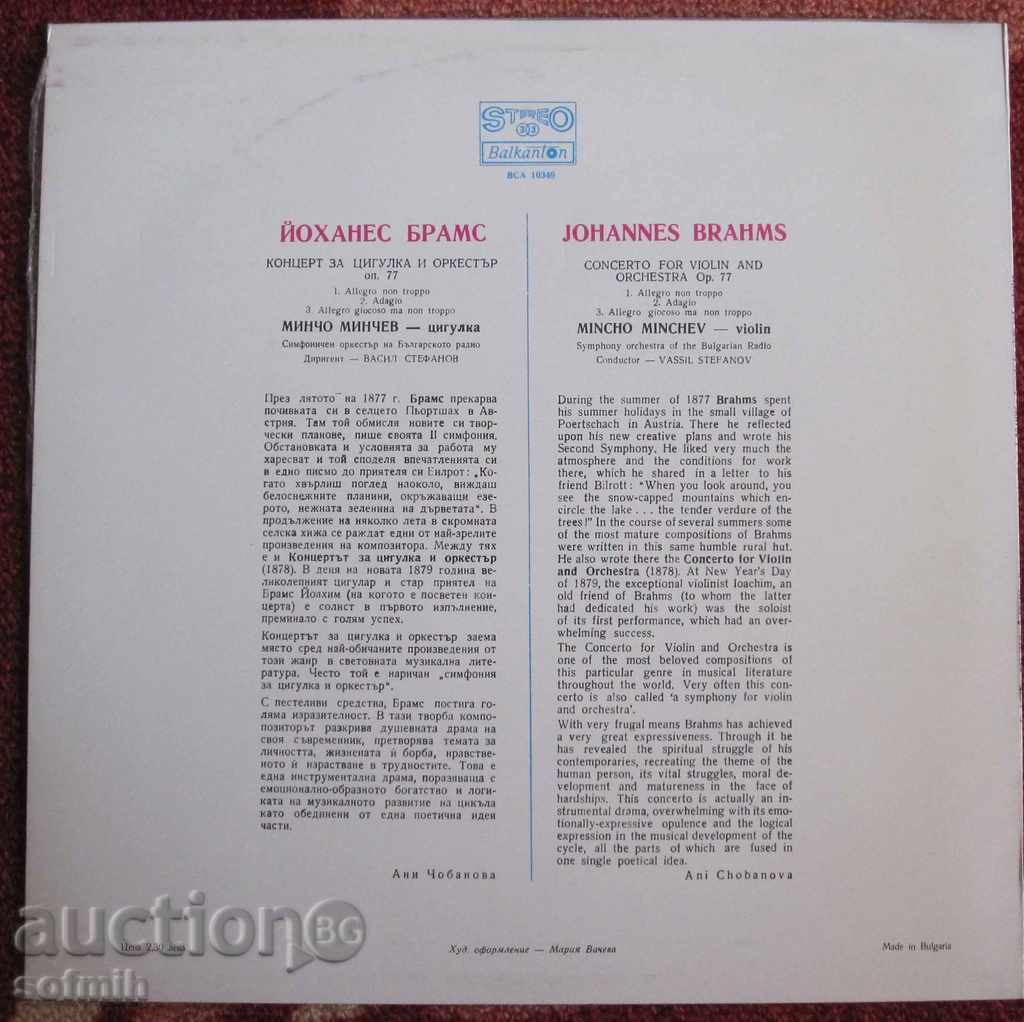 STEREO
33
Balkanton
BCA 10349
ЙОХАНЕС БРАМС
КОНЦЕРТ ЗА ЦИГУЛКА И ОРКЕСТЪР
оп. 77
1. Allegro non troppo
2. Adagio
3. Allegro giocoso ma non troppo
МИНЧО МИНЧЕВ — цигулка
Симфоничен оркестър на Българското радио
Диригент — ВАСИЛ СТЕФАНОВ
През лятото на 1877 г. Брамс прекарва
почивката си в селцето Пьортшах в Ав-
стрия. Там той обмисля новите си твор-
чески планове, пише своята II симфония.
Обстановката и условията за работа му
харесват и той споделя впечатленията си
в едно писмо до приятеля си Билрот: „Ко-
гато хвърлиш поглед наоколо, виждаш
белоснежните планини, окръжаващи езе-
рото, нежната зеленина на дърветата“. В
продължение на няколко лета в скромната
селска хижа се раждат едни от най-зрелите
произведения на композитора. Между тях
е и Концертът за цигулка и оркестър
(1878). В деня на новата 1879 година ве-
ликолепният цигулар и стар приятел на
Брамс Йоахим (на когото е посветен кон-
церта) е солист в първото изпълнение,
преминало с голям успех.
Концертът за цигулка и оркестър заема
място сред най-обичаните произведения от
този жанр в световната музикална лите-
ратура. Често той е наричан „симфония
за цигулка и оркестър“.
С пестеливи средства, Брамс постига го-
ляма изразителност. В тази творба компо-
зиторът разкрива душевната драма на
своя съвременник, претворява темата за
личността, жизнената ѝ борба, нравстве-
ното ѝ израстване в трудностите. Това е
една инструментална драма, поразяваща с
емоционално-образното богатство и логи-
ката на музикалното развитие на цикъла
като обединени от една поетична идея
части.
Ани Чобанова
JOHANNES BRAHMS
CONCERTO FOR VIOLIN AND
ORCHESTRA Op. 77
1. Allegro non troppo
2. Adagio
3. Allegro giocoso ma non troppo
MINCHO MINCHEV — violin
Symphony orchestra of the Bulgarian Radio
Conductor — VASSIL STEFANOV
During the summer of 1877 Brahms spent
his summer holidays in the small village of
Poertschach in Austria. There he reflected
upon his new creative plans and wrote his
Second Symphony. He liked very much the
atmosphere and the conditions for work
there, which he shared in a letter to his
friend Bilrott: “When you look around, you
see the snow-capped mountains which en-
circle the lake . . . the tender verdure of the
trees!” In the course of several summers some
of the most mature compositions of Brahms
were written in this same humble rural hut.
He also wrote there the Concerto for Violin
and Orchestra (1878). At New Year's Day
of 1879, the exceptional violinist Ioachim, an
old friend of Brahms (to whom the latter
had dedicated his work) was the soloist
of its first performance, which had an over-
whelming success.
The Concerto for Violin and Orchestra is
one of the most beloved compositions of
this particular genre in musical literature
throughout the world. Very often this con-
certo is also called ‘a symphony for violin
and orchestra’.
With very frugal means Brahms has achieved
a very great expressiveness. Through it he
has revealed the spiritual struggle of his
contemporaries, recreating the theme of the
human person, its vital struggles, moral de-
velopment and matureness in the face of
hardships. This concerto is actually an in-
strumental drama, overwhelming with its emo-
tionally-expressive opulence and the logical
expression in the musical development of the
cycle, all the parts of which are fused in
one single poetical idea.
Ani Chobanova
Цена 2,30 лева
Худ. оформление — Мария Вачева
Made in Bulgaria
auction BG
sofmih